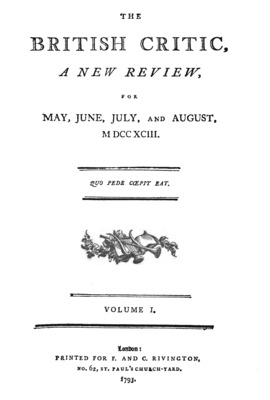 THE
BRITISH CRITIC,
A NEW REVIEW,
FOR
MAY, JUNE, JULY, AND AUGUST,
M DCC XCIII.
QUO PEDE CŒPIT EAT.
VOLUME I.
London:
PRINTED FOR F. AND C. RIVINGTON,
NO. 62, ST. PAUL'S CHURCH-YARD.
1793.